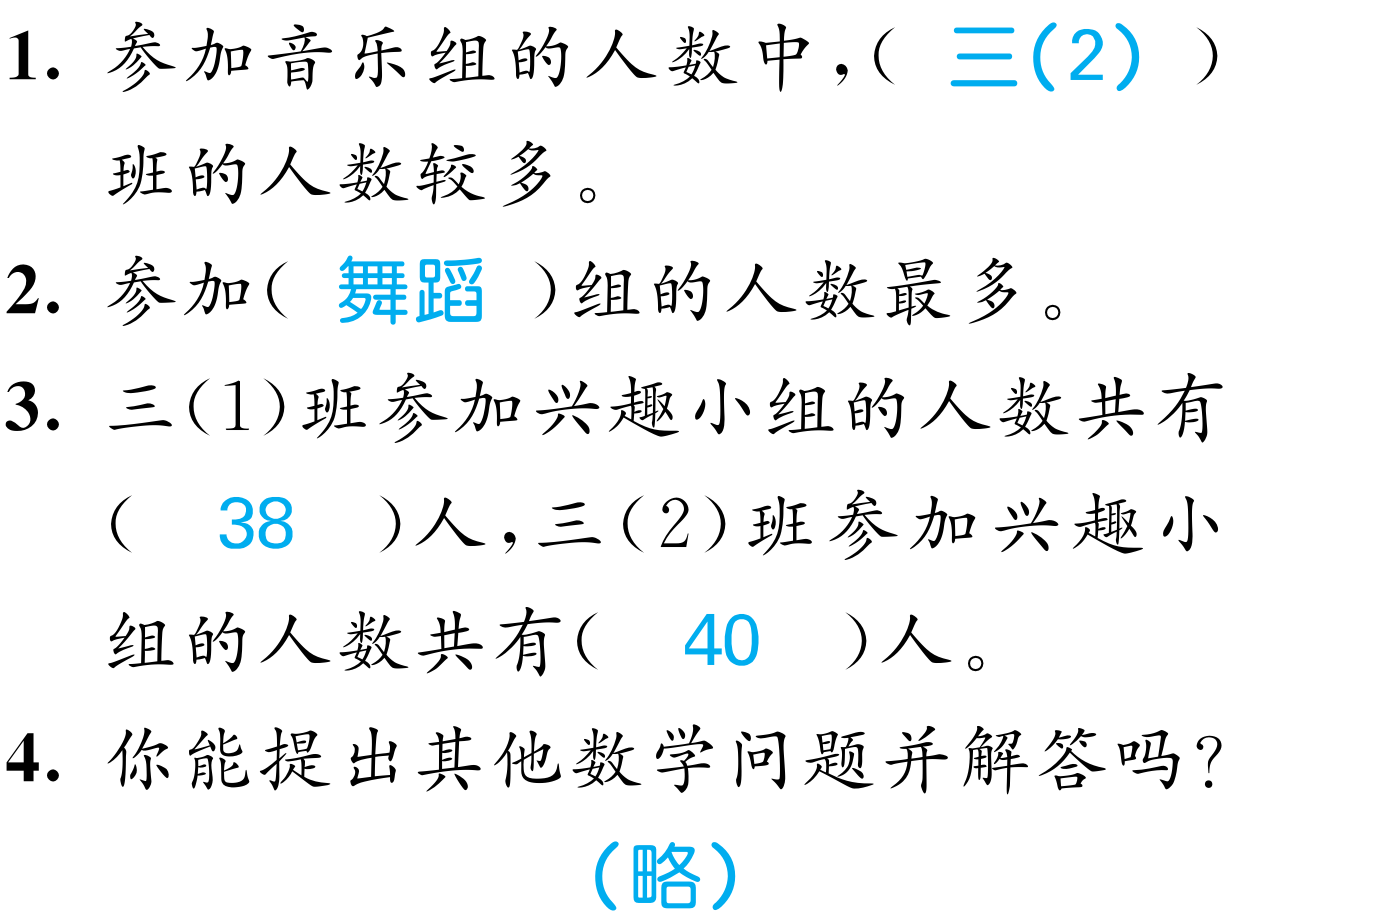 1. 参加音乐组的人数中,( 三(2) )
班的人数较多。
2. 参加( 舞蹈 )组的人数最多。
3. 三(1)班参加兴趣小组的人数共有
( 38 )人,三(2)班参加兴趣小
组的人数共有( 40 )人。
4. 你能提出其他数学问题并解答吗?
(略)